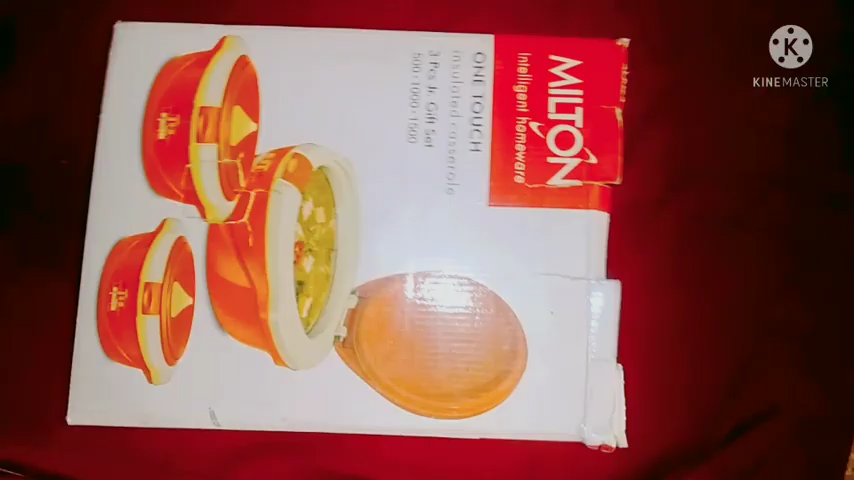 MILTON
Intelligent homeware
ONE TOUCH
insulated casserole
3 Pcs Jr. Gift Set
500 • 1000 • 1500
K
KINEMASTER